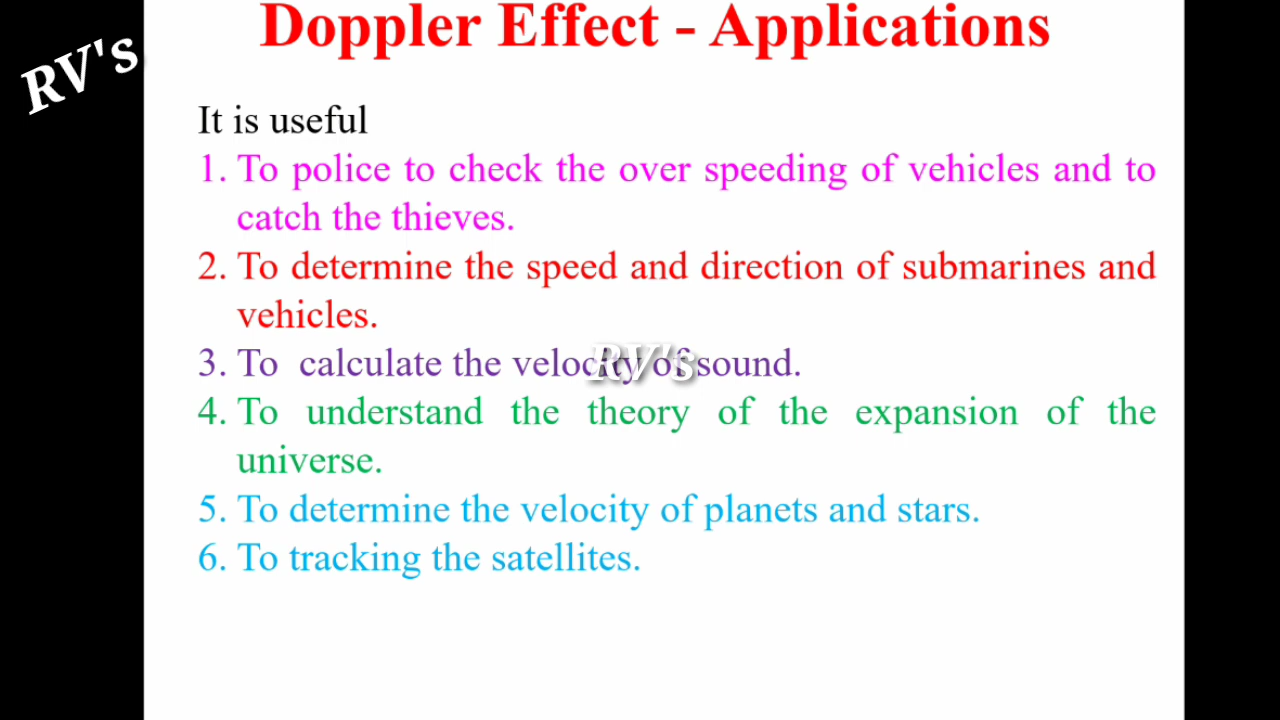 Doppler Effect - Applications
RV's
It is useful
1. To police to check the over speeding of vehicles and to
catch the thieves.
2. To determine the speed and direction of submarines and
vehicles.
3. To calculate the velocity of sound.
RV's
4. To understand the theory of the expansion of the
universe.
5. To determine the velocity of planets and stars.
6. To tracking the satellites.